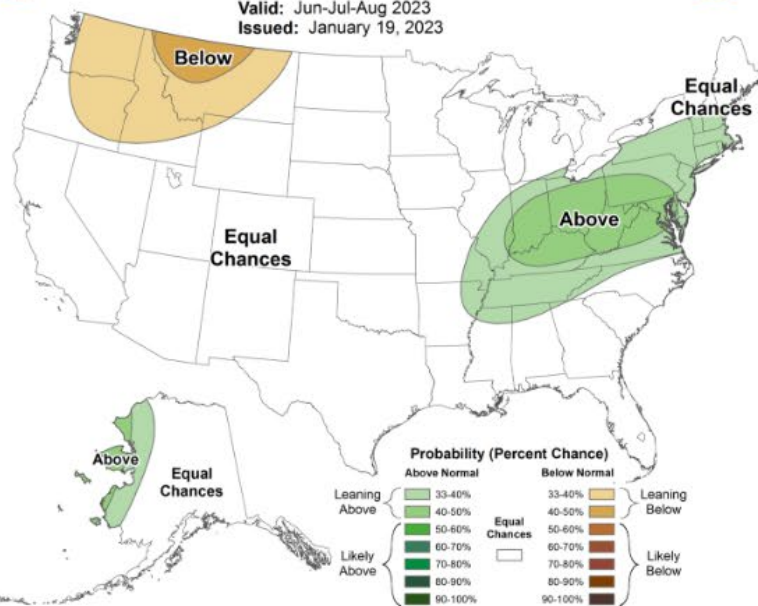 Valid: Jun-Jul-Aug 2023
Issued: January 19, 2023
Below
Equal
Chances
Above
Equal
Chances
Above
Equal
Chances
Probability (Percent Chance)
Above Normal
Below Normal
Leaning
Above
33-40%
40-50%
Likely
Above
50-60%
60-70%
70-80%
80-90%
90-100%
Equal
Chances
33-40%
40-50%
Leaning
Below
50-60%
60-70%
70-80%
80-90%
90-100%
Likely
Below